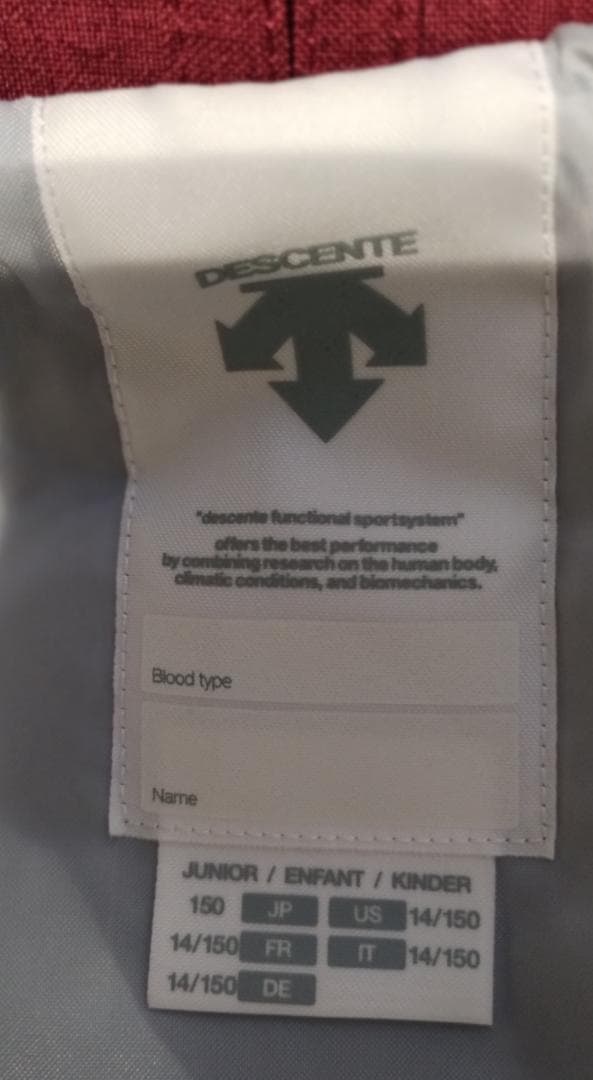 DESCENTE
"descente functional sportsystem"
offers the best performance
by combining research on the human body,
climatic conditions, and biomechanics.
Blood type
Name
JUNIOR / ENFANT / KINDER
150 JP US 14/150
14/150 FR IT 14/150
14/150 DE